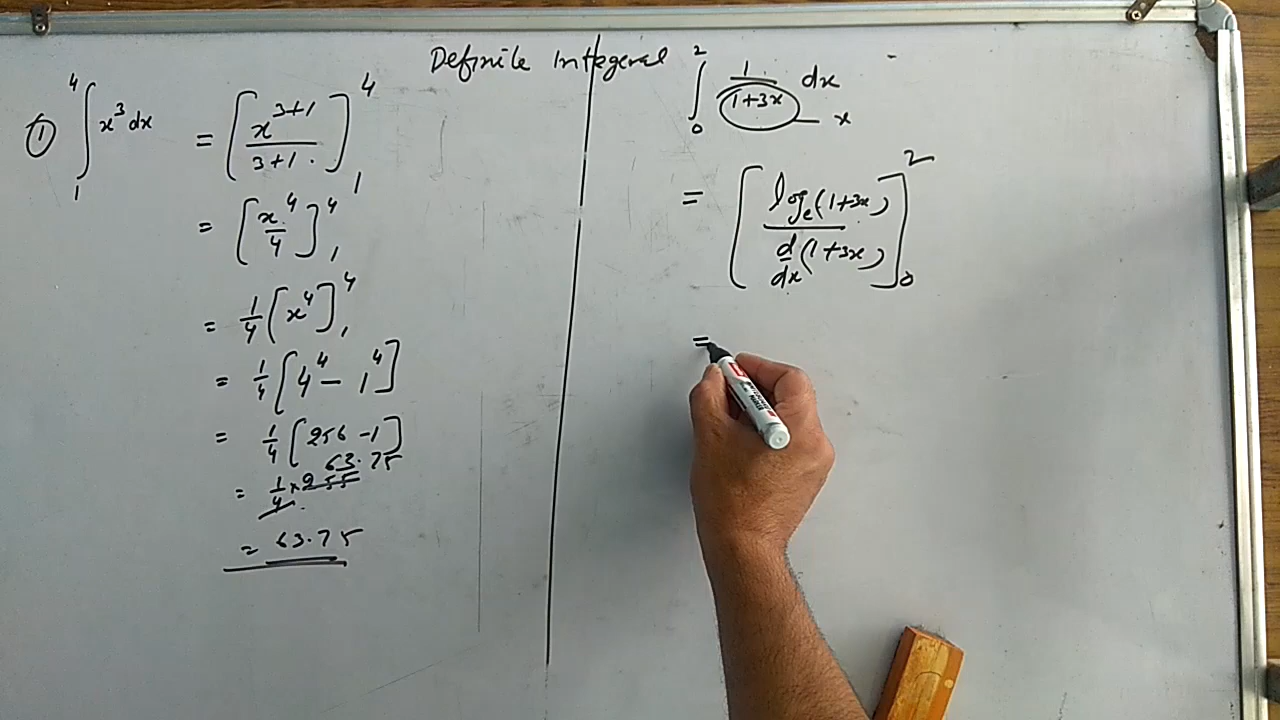 Definite Integeral
① ∫₁⁴ x³ dx = [x³⁺¹ / 3+1.]₁⁴
= [x⁴/4]₁⁴
= 1/4 [x⁴]₁⁴
= 1/4 [4⁴ - 1⁴]
= 1/4 [256 - 1]
63.75
= 1/4 × 255
= 63.75
∫₀² 1/(1+3x) dx
x
= [logₑ(1+3x) / d/dx (1+3x)]₀²
=